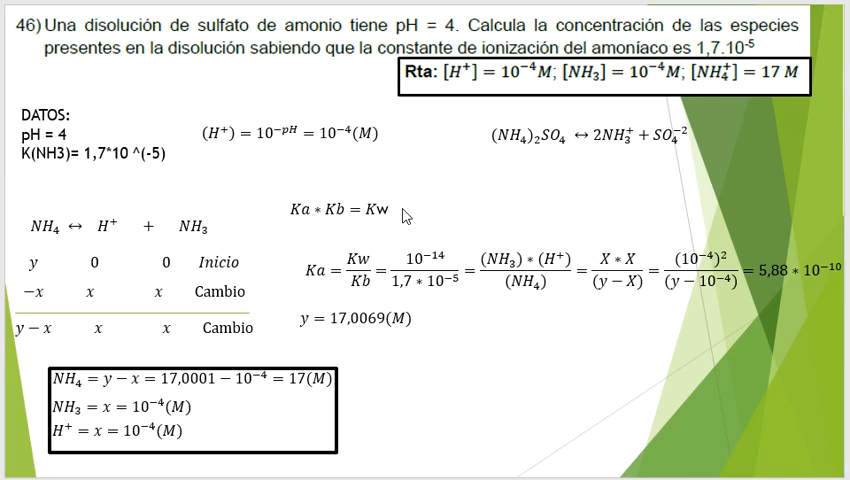 46) Una disolución de sulfato de amonio tiene pH = 4. Calcula la concentración de las especies
presentes en la disolución sabiendo que la constante de ionización del amoníaco es 1,7.10⁻⁵
Rta: [H⁺] = 10⁻⁴M; [NH₃] = 10⁻⁴M; [NH₄⁺] = 17 M
DATOS:
pH = 4
K(NH3)= 1,7*10 ^(-5)
(H⁺) = 10⁻ᵖᴴ = 10⁻⁴(M)
(NH₄)₂SO₄ ↔ 2NH₃⁺ + SO₄⁻²
Ka ∗ Kb = Kw
NH₄ ↔ H⁺ + NH₃
y 0 0 Inicio
−x x x Cambio
y − x x x Cambio
Ka = Kw/Kb = 10⁻¹⁴/1,7 ∗ 10⁻⁵ = (NH₃) ∗ (H⁺)/(NH₄) = X ∗ X/(y − X) = (10⁻⁴)²/(y − 10⁻⁴) = 5,88 ∗ 10⁻¹⁰
y = 17,0069(M)
NH₄ = y − x = 17,0001 − 10⁻⁴ = 17(M)
NH₃ = x = 10⁻⁴(M)
H⁺ = x = 10⁻⁴(M)